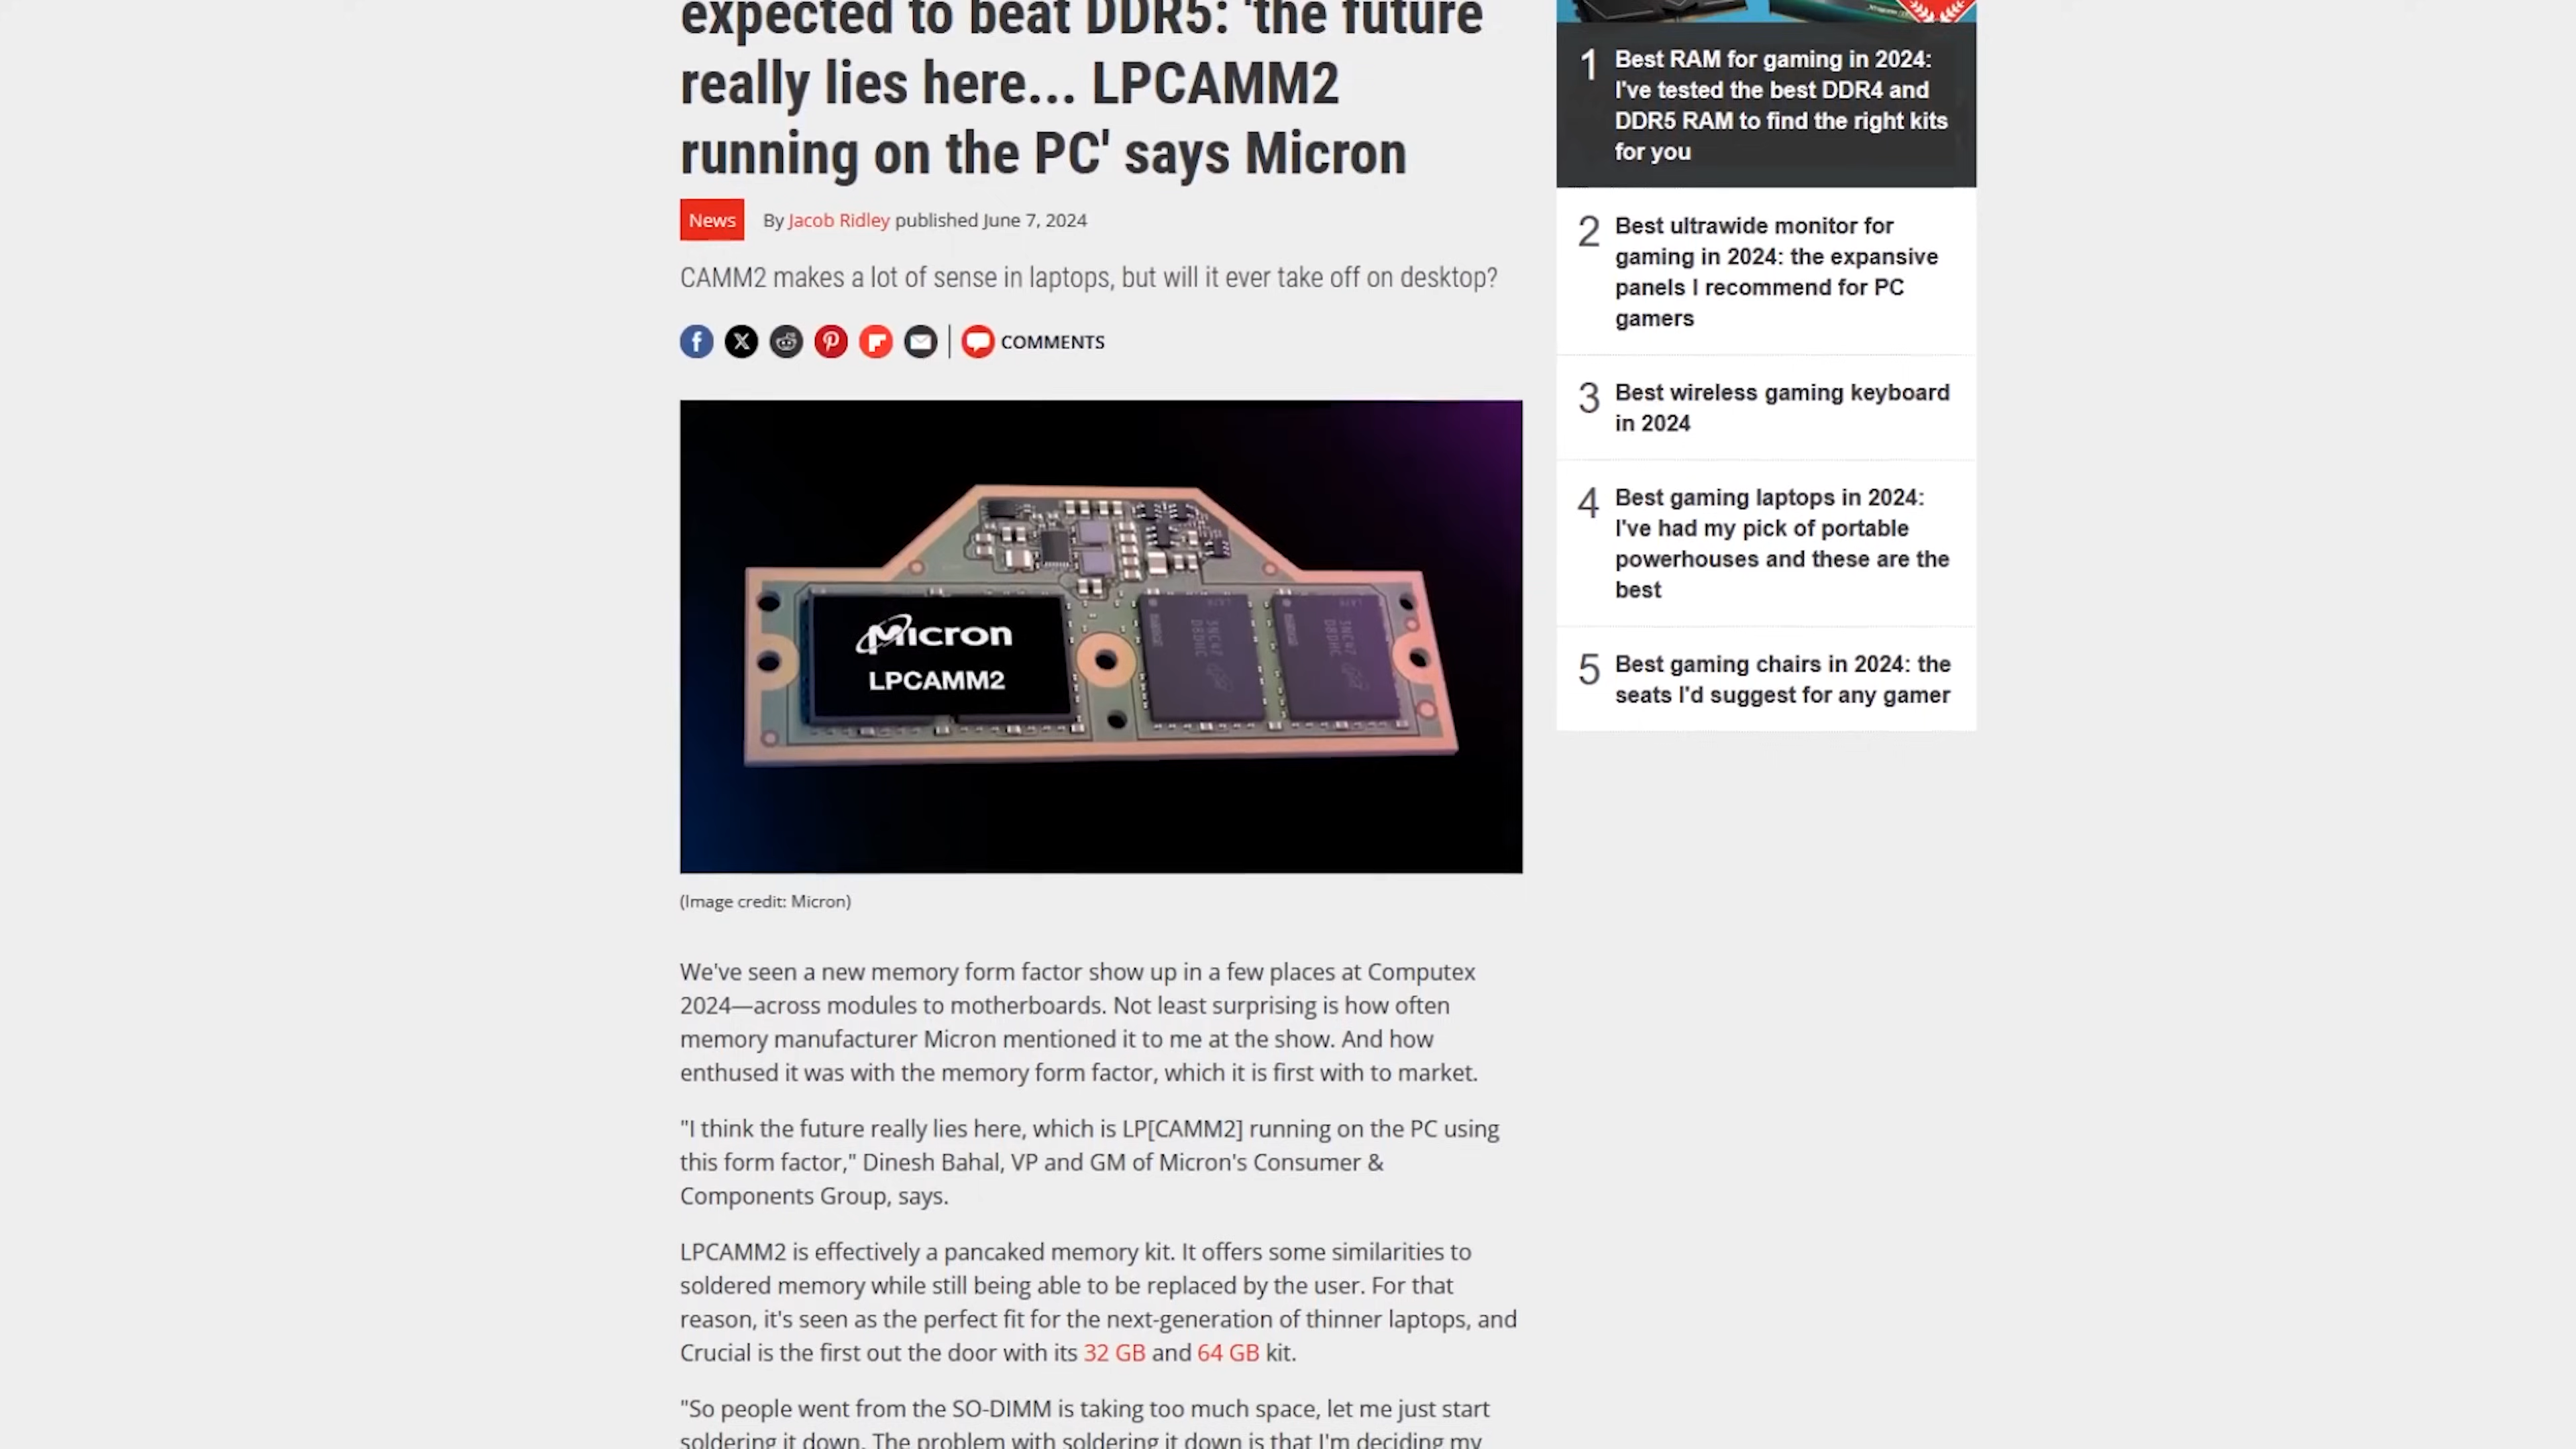 expected to beat DDR5: 'the future
really lies here... LPCAMM2
running on the PC' says Micron
News
By Jacob Ridley published June 7, 2024
CAMM2 makes a lot of sense in laptops, but will it ever take off on desktop?
COMMENTS
Micron
LPCAMM2
(Image credit: Micron)
We've seen a new memory form factor show up in a few places at Computex
2024—across modules to motherboards. Not least surprising is how often
memory manufacturer Micron mentioned it to me at the show. And how
enthused it was with the memory form factor, which it is first with to market.
"I think the future really lies here, which is LP[CAMM2] running on the PC using
this form factor," Dinesh Bahal, VP and GM of Micron's Consumer &
Components Group, says.
LPCAMM2 is effectively a pancaked memory kit. It offers some similarities to
soldered memory while still being able to be replaced by the user. For that
reason, it's seen as the perfect fit for the next-generation of thinner laptops, and
Crucial is the first out the door with its 32 GB and 64 GB kit.
"So people went from the SO-DIMM is taking too much space, let me just start
soldering it down. The problem with soldering it down is that I'm deciding my
1
Best RAM for gaming in 2024:
I've tested the best DDR4 and
DDR5 RAM to find the right kits
for you
2
Best ultrawide monitor for
gaming in 2024: the expansive
panels I recommend for PC
gamers
3
Best wireless gaming keyboard
in 2024
4
Best gaming laptops in 2024:
I've had my pick of portable
powerhouses and these are the
best
5
Best gaming chairs in 2024: the
seats I'd suggest for any gamer